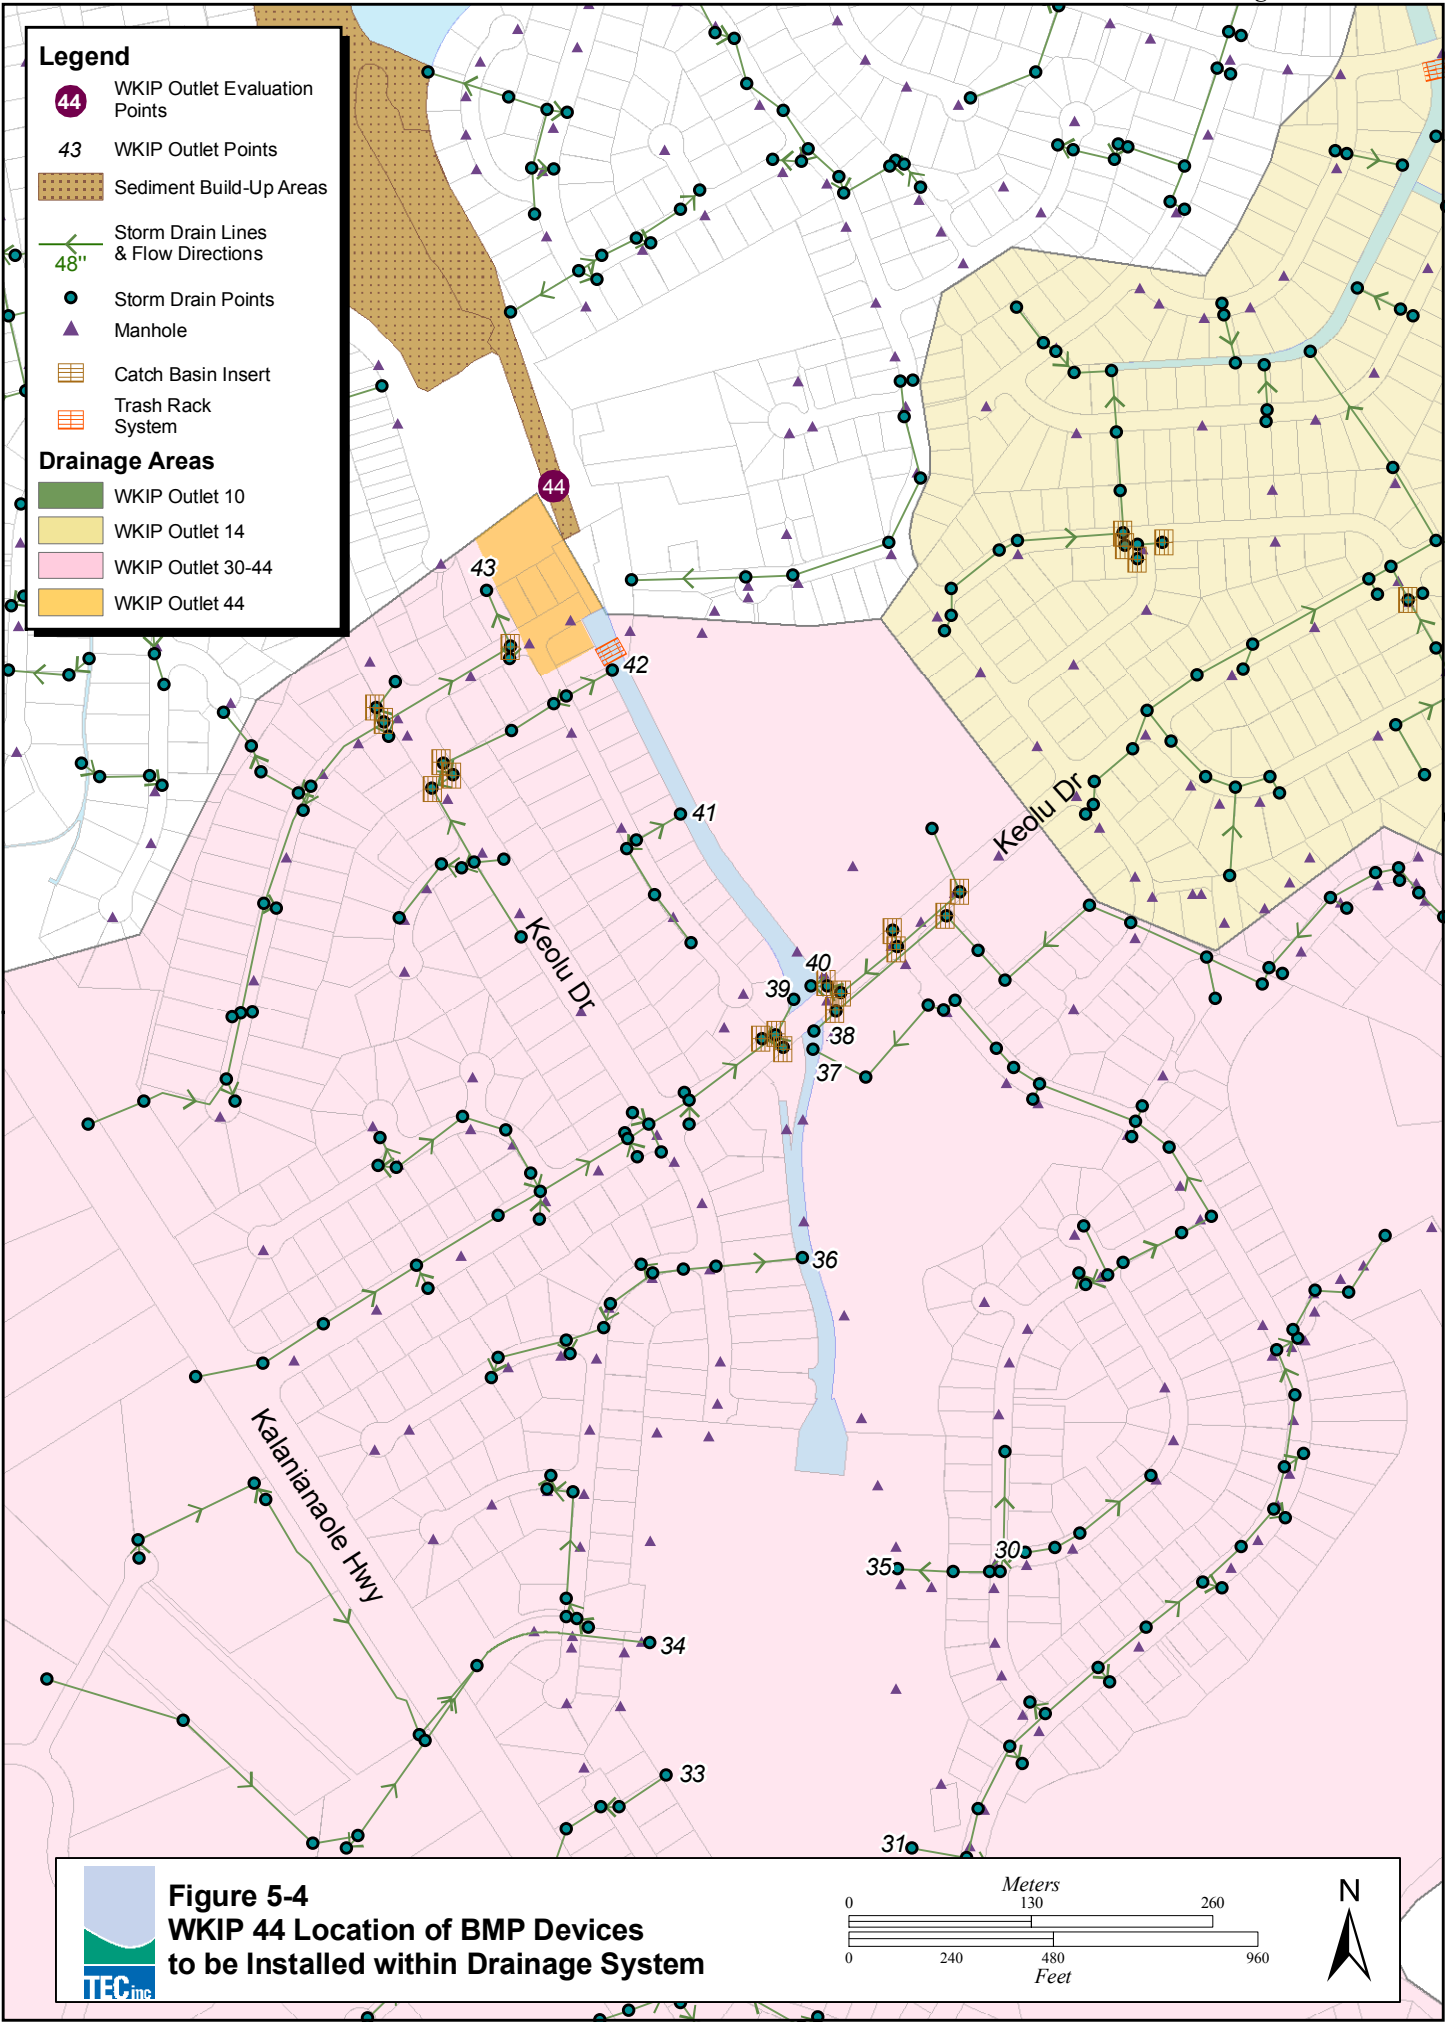 Legend
44 WKIP Outlet Evaluation
Points
43 WKIP Outlet Points
Sediment Build-Up Areas
Storm Drain Lines
& Flow Directions
48"
Storm Drain Points
Manhole
Catch Basin Insert
Trash Rack
System
Drainage Areas
WKIP Outlet 10
WKIP Outlet 14
WKIP Outlet 30-44
WKIP Outlet 44
44
43
42
41
Keolu Dr
Keolu Dr
40
39
38
37
36
Kalanianaole Hwy
35
30
34
33
31
TEC inc
Figure 5-4
WKIP 44 Location of BMP Devices
to be Installed within Drainage System
Meters
0 130 260
0 240 480 960
Feet
N